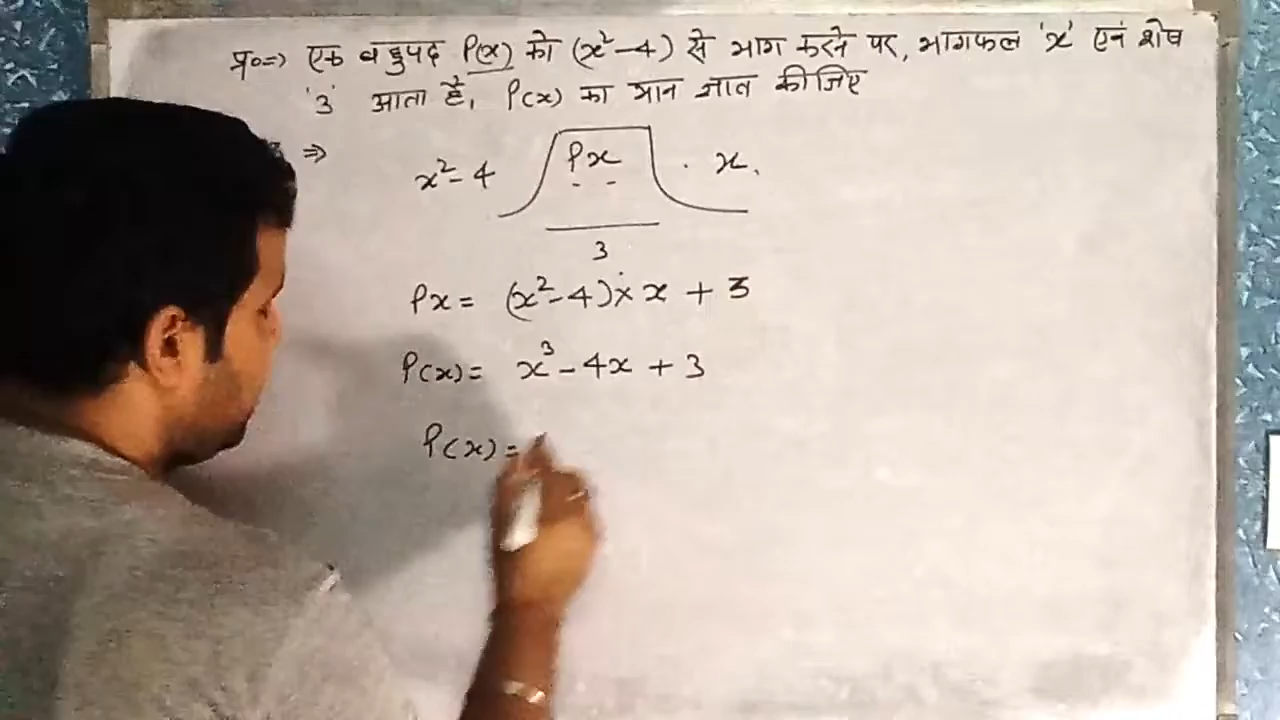 प्र०=> एक बहुपद P(x) को (x²-4) से भाग करने पर, भागफल 'x' एवं शेष
'3' आता है, P(x) का मान ज्ञात कीजिए
⇒
x²-4 Px . x.
3
Px = (x²-4)×x + 3
P(x) = x³-4x+3
P(x) =